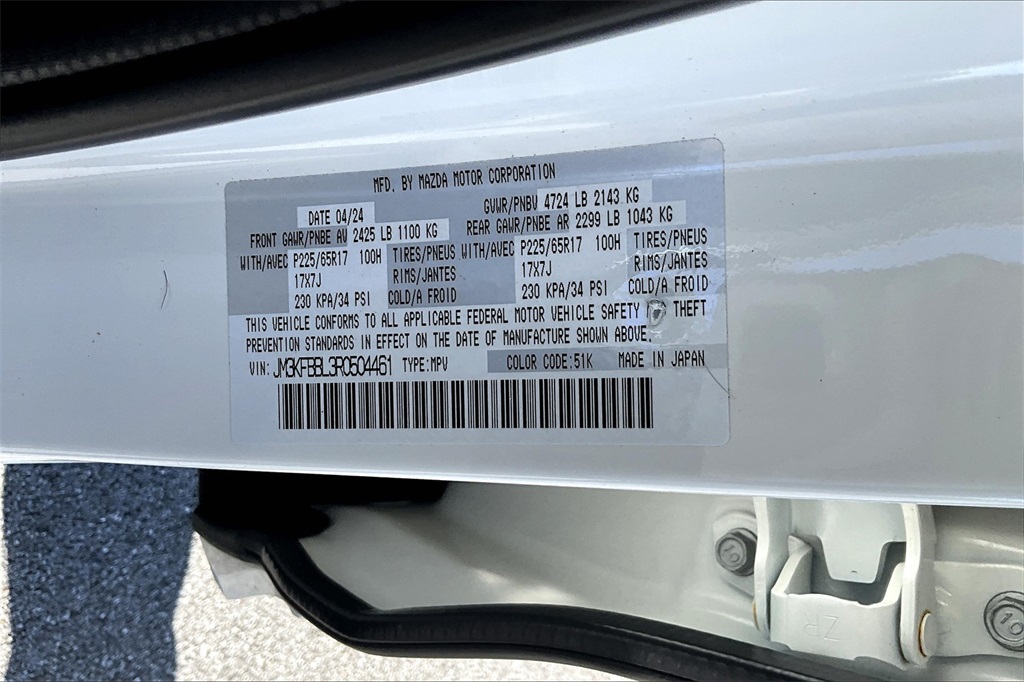 MFD. BY MAZDA MOTOR CORPORATION
DATE 04/24 GVWR/PNBV 4724 LB 2143 KG
FRONT GAWR/PNBE AV 2425 LB 1100 KG REAR GAWR/PNBE AR 2299 LB 1043 KG
WITH/AVEC P225/65R17 100H TIRES/PNEUS WITH/AVEC P225/65R17 100H TIRES/PNEUS
17X7J RIMS/JANTES 17X7J RIMS/JANTES
230 KPA/34 PSI COLD/A FROID 230 KPA/34 PSI COLD/A FROID
THIS VEHICLE CONFORMS TO ALL APPLICABLE FEDERAL MOTOR VEHICLE SAFETY THEFT
PREVENTION STANDARDS IN EFFECT ON THE DATE OF MANUFACTURE SHOWN ABOVE.
VIN: JM3KFBBL3R0504461 TYPE:MPV COLOR CODE:51K MADE IN JAPAN
10
ZP
10